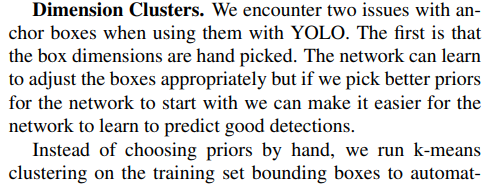 Dimension Clusters. We encounter two issues with an-
chor boxes when using them with YOLO. The first is that
the box dimensions are hand picked. The network can learn
to adjust the boxes appropriately but if we pick better priors
for the network to start with we can make it easier for the
network to learn to predict good detections.
Instead of choosing priors by hand, we run k-means
clustering on the training set bounding boxes to automat-